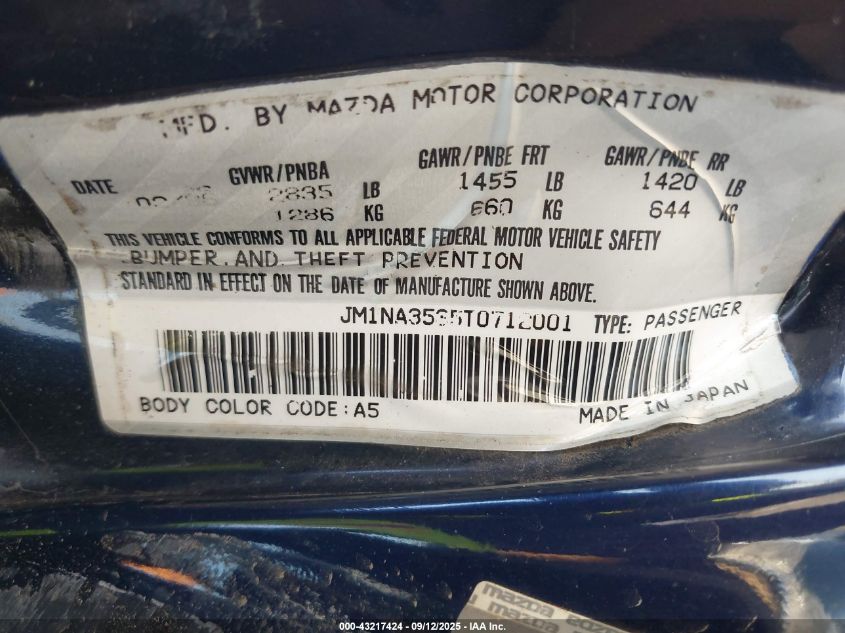 MFD. BY MAZDA MOTOR CORPORATION
DATE GVWR/PNBA GAWR/PNBE FRT GAWR/PNBE RR
2835 LB 1455 LB 1420 LB
1286 KG 660 KG 644 KG
THIS VEHICLE CONFORMS TO ALL APPLICABLE FEDERAL MOTOR VEHICLE SAFETY
BUMPER, AND THEFT PREVENTION
STANDARD IN EFFECT ON THE DATE OF MANUFACTURE SHOWN ABOVE.
JM1NA3535T0712001 TYPE: PASSENGER
BODY COLOR CODE: A5 MADE IN JAPAN
mazda
mazda
000-43217424 - 09/12/2025 - IAA Inc.